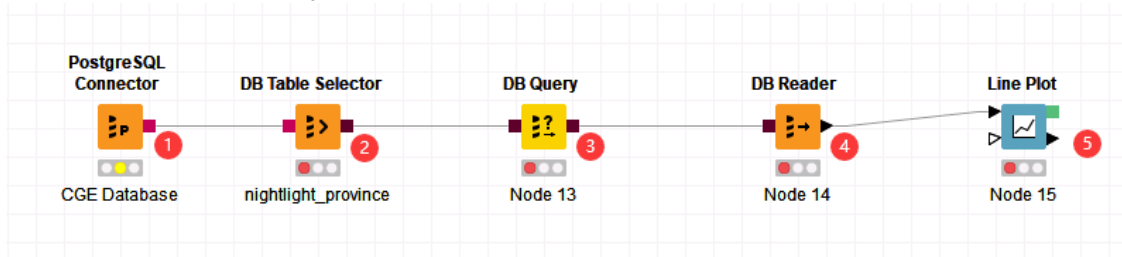 PostgreSQL
Connector
DB Table Selector
DB Query
DB Reader
Line Plot
P
?
1
2
3
4
5
CGE Database
nightlight_province
Node 13
Node 14
Node 15